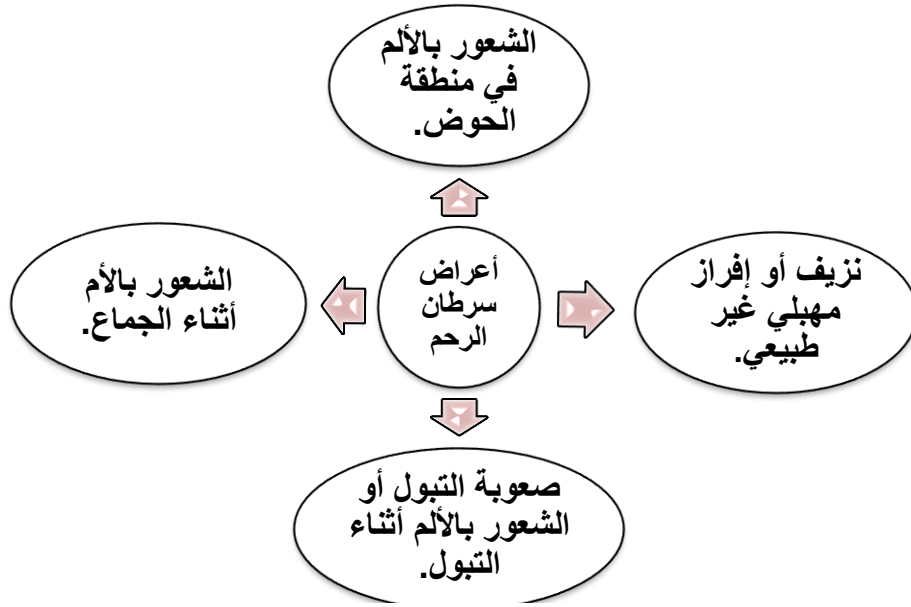 الشعور بالألم
في منطقة
الحوض.
نزيف أو إفراز
مهبلي غير
طبيعي.
أعراض
سرطان
الرحم
الشعور بالأم
أثناء الجماع.
صعوبة التبول أو
الشعور بالألم أثناء
التبول.